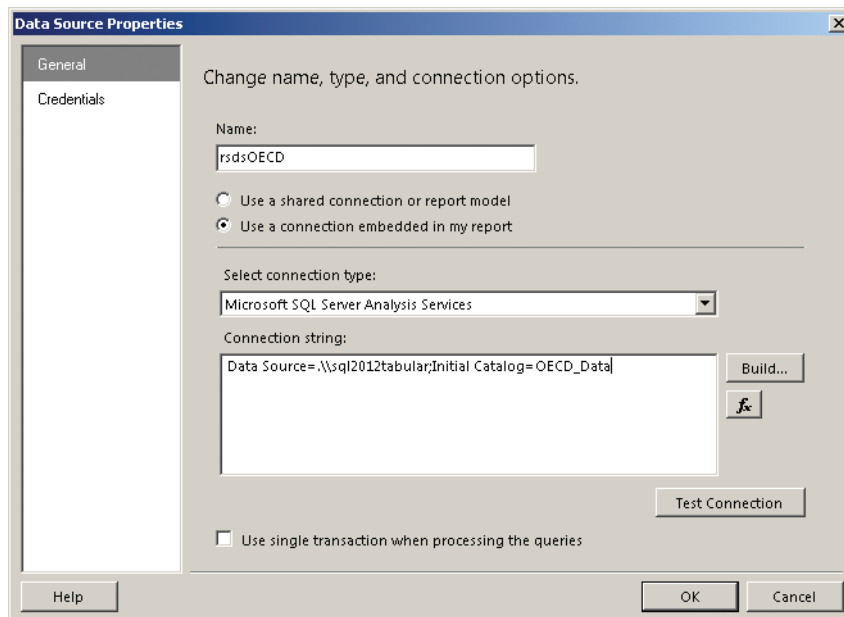 Data Source Properties
General
Credentials
Change name, type, and connection options.
Name:
rsdsOECD
Use a shared connection or report model
Use a connection embedded in my report
Select connection type:
Microsoft SQL Server Analysis Services
Connection string:
Data Source=.\\sql2012tabular;Initial Catalog=OECD_Data
Build...
fx
Test Connection
Use single transaction when processing the queries
Help
OK
Cancel